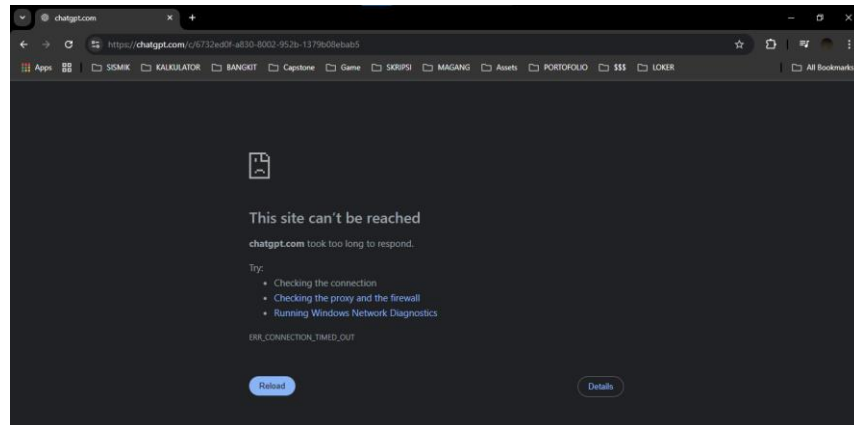 chatgpt.com
https://chatgpt.com/c/6732ed0f-a830-8002-952b-1379b08ebab5
Apps SISMIK KALKULATOR BANGKIT Capstone Game SKRIPSI MAGANG Assets PORTOFOLIO $$$ LOKER All Bookmarks
This site can't be reached
chatgpt.com took too long to respond.
Try:
• Checking the connection
• Checking the proxy and the firewall
• Running Windows Network Diagnostics
ERR_CONNECTION_TIMED_OUT
Reload Details